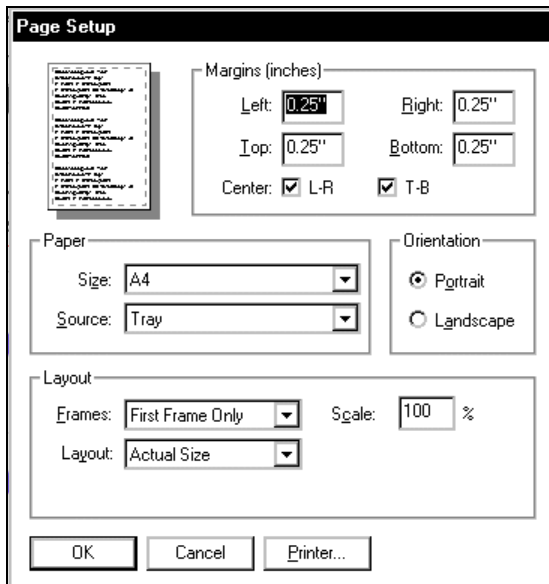 Page Setup
Margins (inches)
Left: 0.25" Right: 0.25"
Top: 0.25" Bottom: 0.25"
Center: L-R T-B
Paper
Size: A4
Source: Tray
Orientation
Portrait
Landscape
Layout
Frames: First Frame Only Scale: 100 %
Layout: Actual Size
OK Cancel Printer...